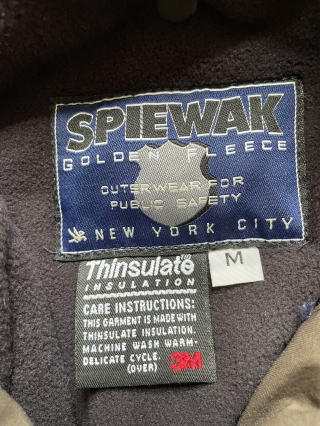 SPIEWAK
GOLDEN FLEECE
OUTERWEAR FOR
PUBLIC SAFETY
NEW YORK CITY
Thinsulate™
INSULATION
M
CARE INSTRUCTIONS:
THIS GARMENT IS MADE WITH
THINSULATE INSULATION.
MACHINE WASH WARM-
DELICATE CYCLE.
(OVER) 3M